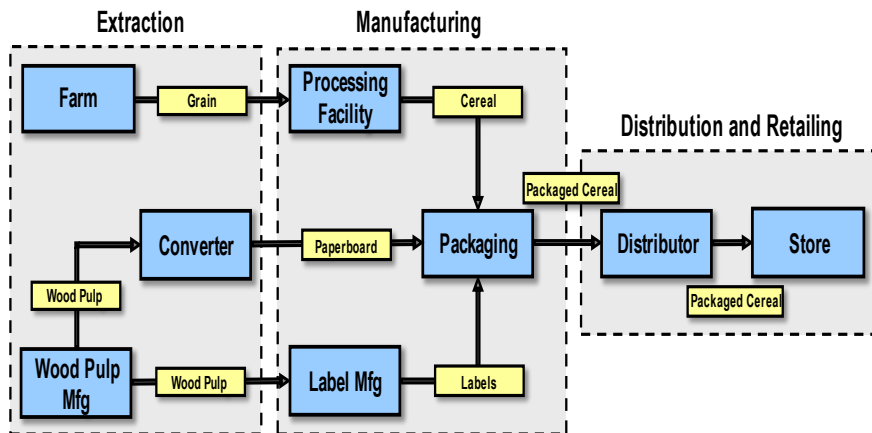 Extraction
Manufacturing
Farm
Grain
Processing
Facility
Cereal
Distribution and Retailing
Packaged Cereal
Converter
Paperboard
Packaging
Distributor
Store
Wood Pulp
Packaged Cereal
Wood Pulp
Mfg
Wood Pulp
Label Mfg
Labels